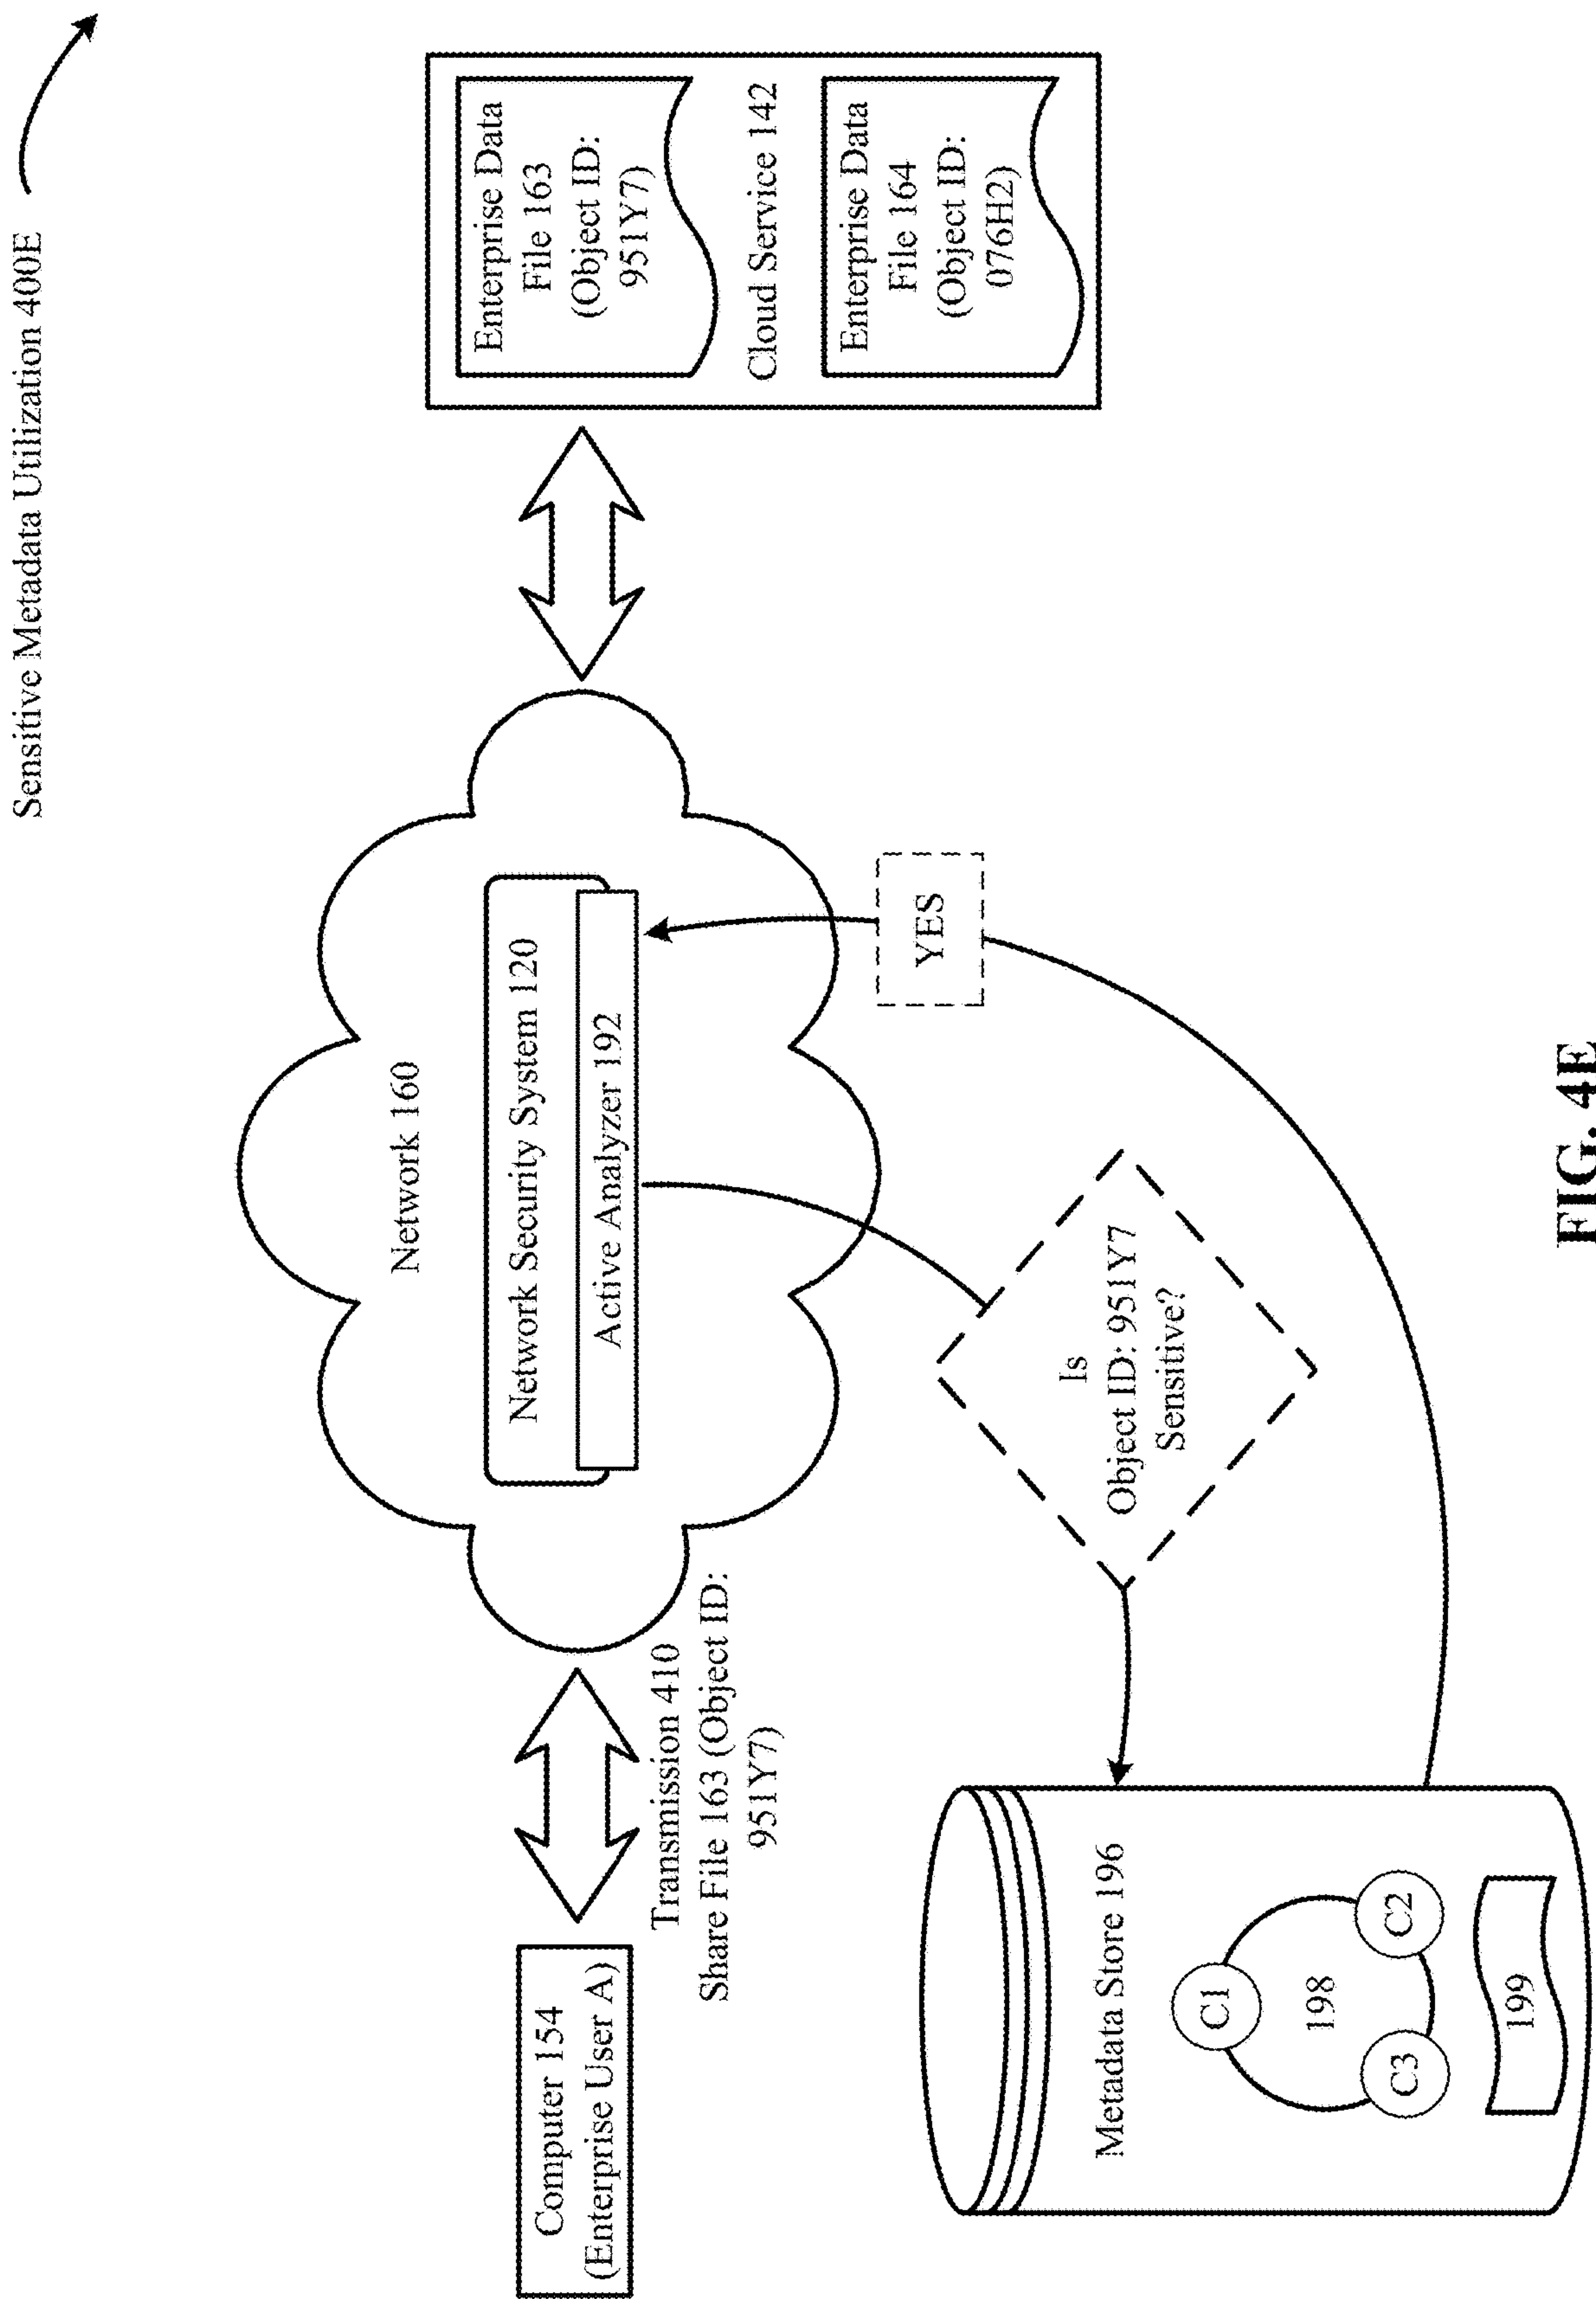 Sensitive Metadata Utilization 400E
Network 160
Network Security System 120
Active Analyzer 192
Computer 154
(Enterprise User A)
Transmission 410
Share File 163 (Object ID:
951Y7)
Enterprise Data
File 163
(Object ID:
951Y7)
Cloud Service 142
Enterprise Data
File 164
(Object ID:
076H2)
YES
Is
Object ID: 951Y7
Sensitive?
Metadata Store 196
C1
198
C3
C2
199
FIG. 4E